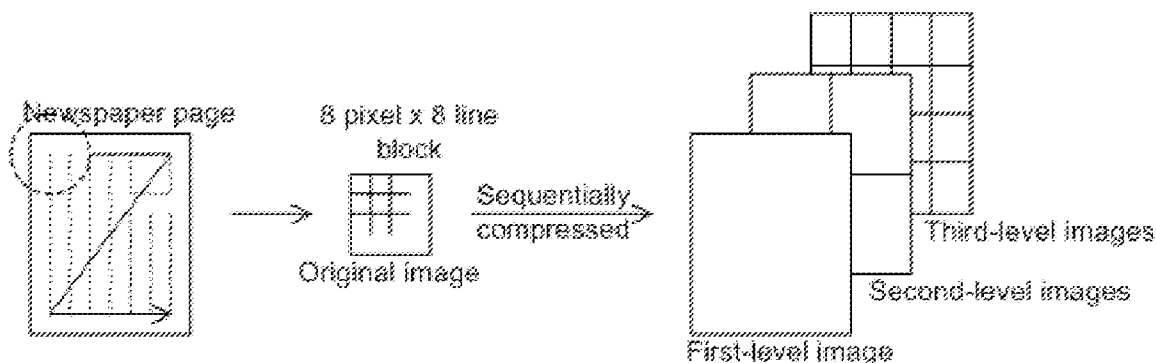 Newspaper page
8 pixel x 8 line
block
Original image
Sequentially
compressed
Third-level images
Second-level images
First-level image